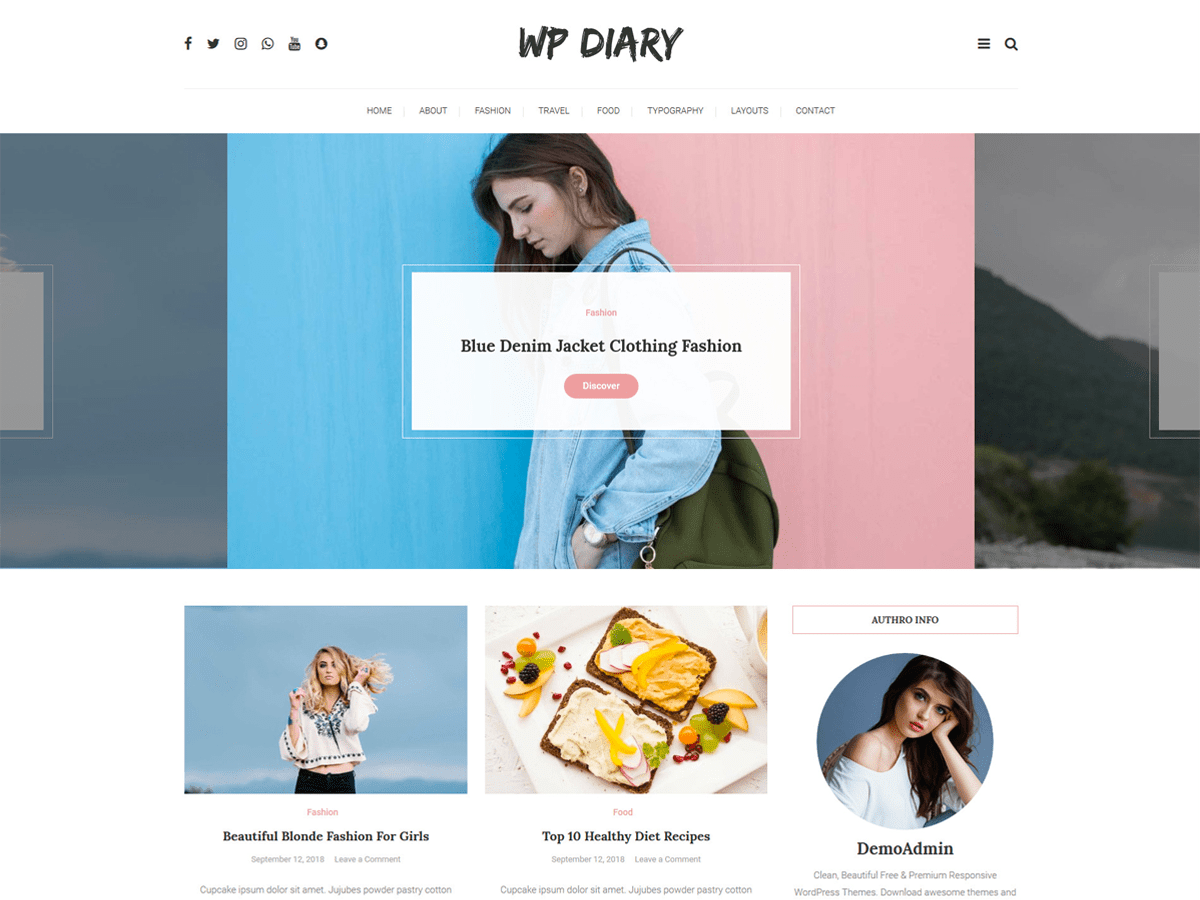 WP DIARY
HOME
ABOUT
FASHION
TRAVEL
FOOD
TYPOGRAPHY
LAYOUTS
CONTACT
Fashion
Blue Denim Jacket Clothing Fashion
Discover
Fashion
Beautiful Blonde Fashion For Girls
September 12, 2018 Leave a Comment
Cupcake ipsum dolor sit amet. Jujubes powder pastry cotton
Food
Top 10 Healthy Diet Recipes
September 12, 2018 Leave a Comment
Cupcake ipsum dolor sit amet. Jujubes powder pastry cotton
AUTHRO INFO
DemoAdmin
Clean, Beautiful Free & Premium Responsive
WordPress Themes. Download awesome themes and